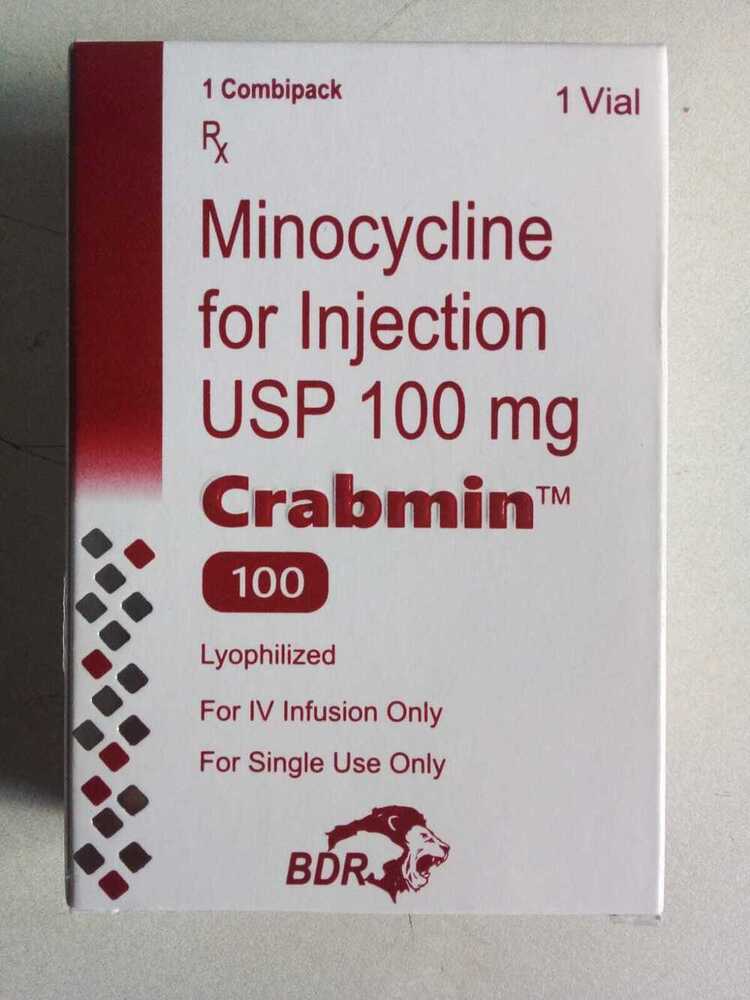 1 Combipack
1 Vial
Rx
Minocycline
for Injection
USP 100 mg
Crabmin™
100
Lyophilized
For IV Infusion Only
For Single Use Only
BDR